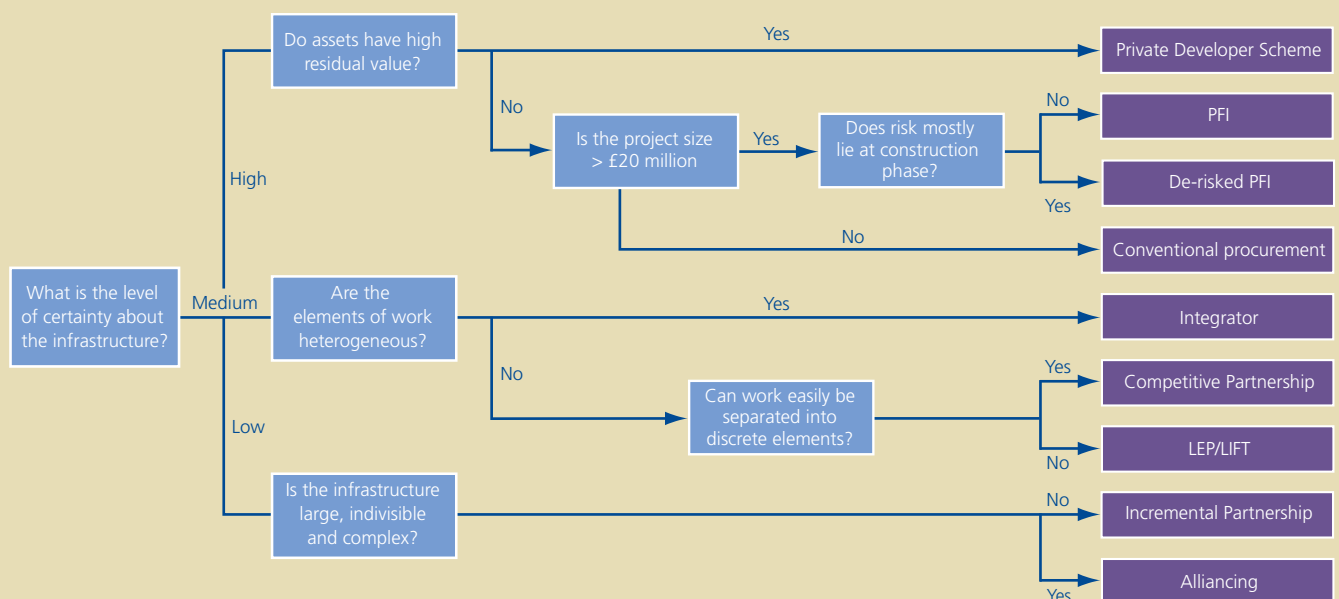 Do assets have high
residual value?
Yes
Private Developer Scheme
No
Is the project size
> £20 million
Yes
Does risk mostly
lie at construction
phase?
No
PFI
Yes
De-risked PFI
No
Conventional procurement
High
What is the level
of certainty about
the infrastructure?
Medium
Are the
elements of work
heterogeneous?
Yes
Integrator
No
Can work easily be
separated into
discrete elements?
Yes
Competitive Partnership
No
LEP/LIFT
Low
Is the infrastructure
large, indivisible
and complex?
No
Incremental Partnership
Yes
Alliancing